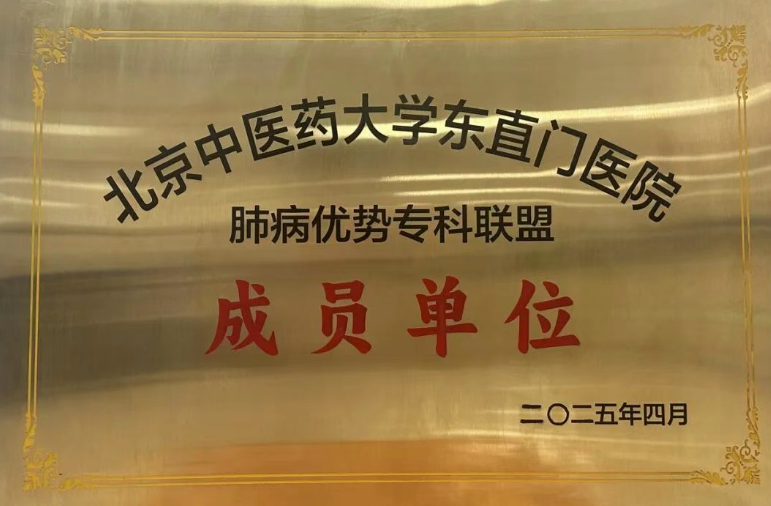 北京中医药大学东直门医院
肺病优势专科联盟
成员单位
二〇二五年四月